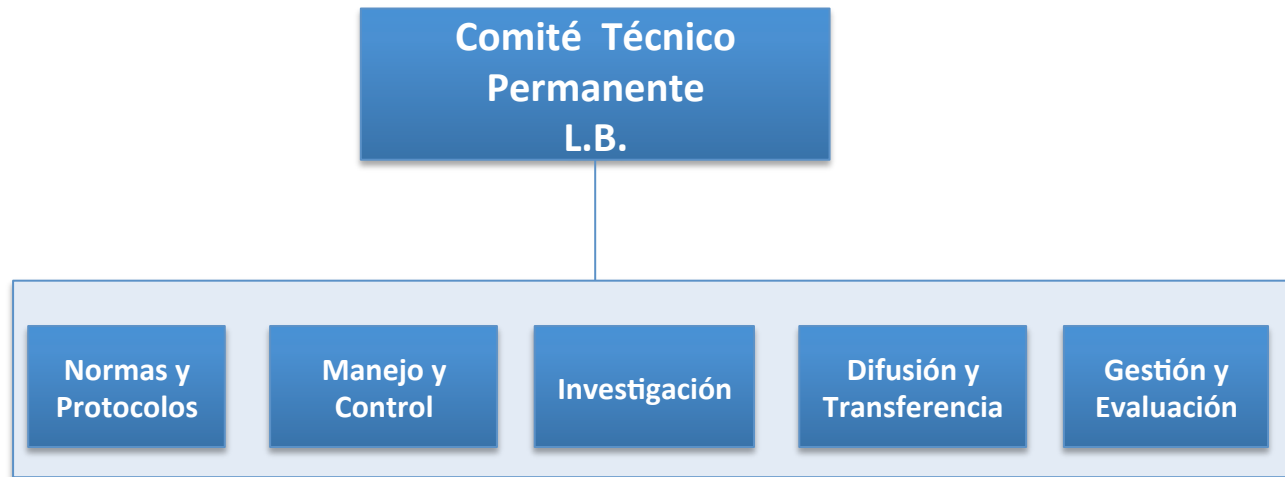 Comité Técnico
Permanente
L.B.
Normas y
Protocolos
Manejo y
Control
Investigación
Difusión y
Transferencia
Gestión y
Evaluación